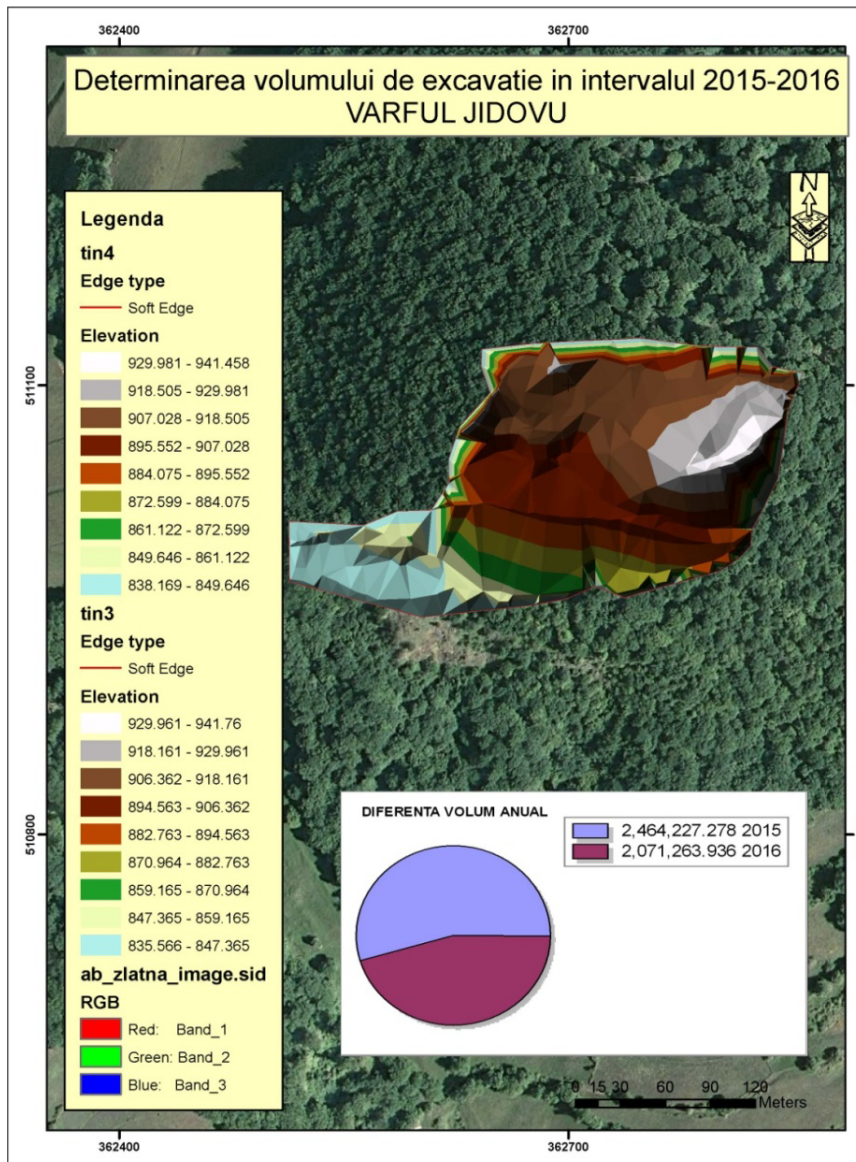 362400
362700
Determinarea volumului de excavatie in intervalul 2015-2016
VARFUL JIDOVU
N
Legenda
tin4
Edge type
Soft Edge
Elevation
929.981 - 941.458
918.505 - 929.981
907.028 - 918.505
895.552 - 907.028
884.075 - 895.552
872.599 - 884.075
861.122 - 872.599
849.646 - 861.122
838.169 - 849.646
tin3
Edge type
Soft Edge
Elevation
929.961 - 941.76
918.161 - 929.961
906.362 - 918.161
894.563 - 906.362
882.763 - 894.563
870.964 - 882.763
859.165 - 870.964
847.365 - 859.165
835.566 - 847.365
ab_zlatna_image.sid
RGB
Red: Band_1
Green: Band_2
Blue: Band_3
511100
510800
DIFERENTA VOLUM ANUAL
2,464,227.278 2015
2,071,263.936 2016
0 15 30 60 90 120
Meters
362400
362700